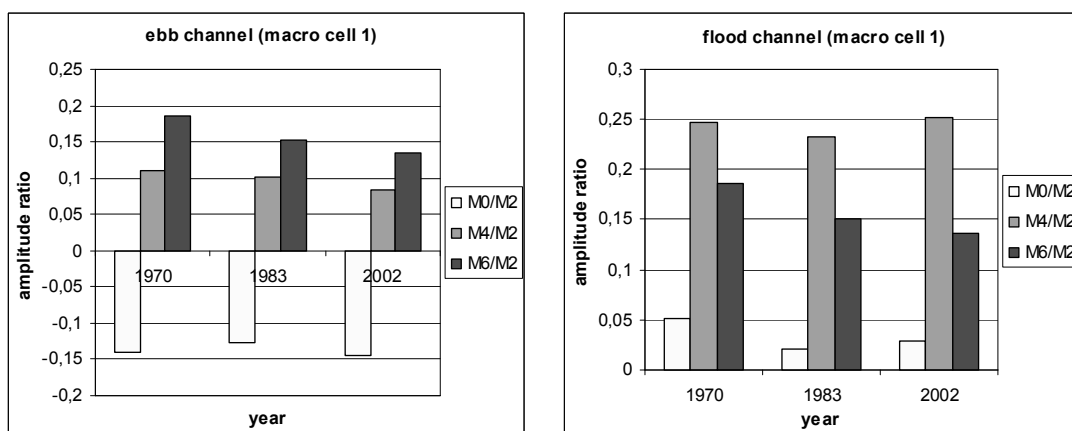 ebb channel (macro cell 1)
0,25
0,2
0,15
0,1
0,05
0
-0,05
-0,1
-0,15
-0,2
amplitude ratio
1970
1983
2002
year
M0/M2
M4/M2
M6/M2
flood channel (macro cell 1)
0,3
0,25
0,2
0,15
0,1
0,05
0
amplitude ratio
1970
1983
2002
year
M0/M2
M4/M2
M6/M2